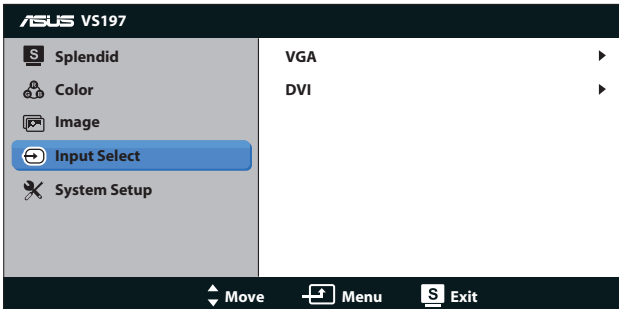 ASUS VS197
S Splendid
R G B Color
Image
Input Select
System Setup
VGA
DVI
Move Menu S Exit